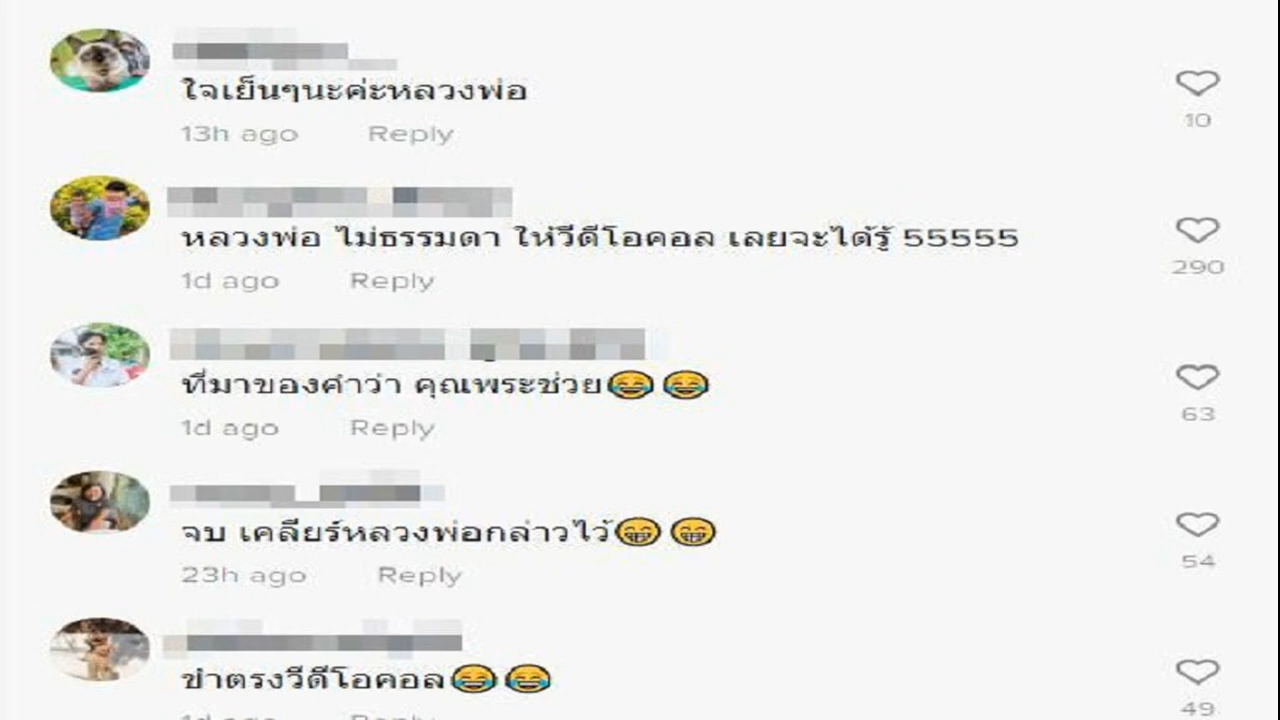 ใจเย็นๆนะค่ะหลวงพ่อ
13h ago Reply
10
หลวงพ่อ ไม่ธรรมดา ให้วีดีโอคอล เลยจะได้รู้ 55555
1d ago Reply
290
ที่มาของคำว่า คุณพระช่วย😂😂
1d ago Reply
63
จบ เคลียร์หลวงพ่อกล่าวไว้😁😁
23h ago Reply
54
ขำตรงวีดีโอคอล😂😂
1d ago Reply
49